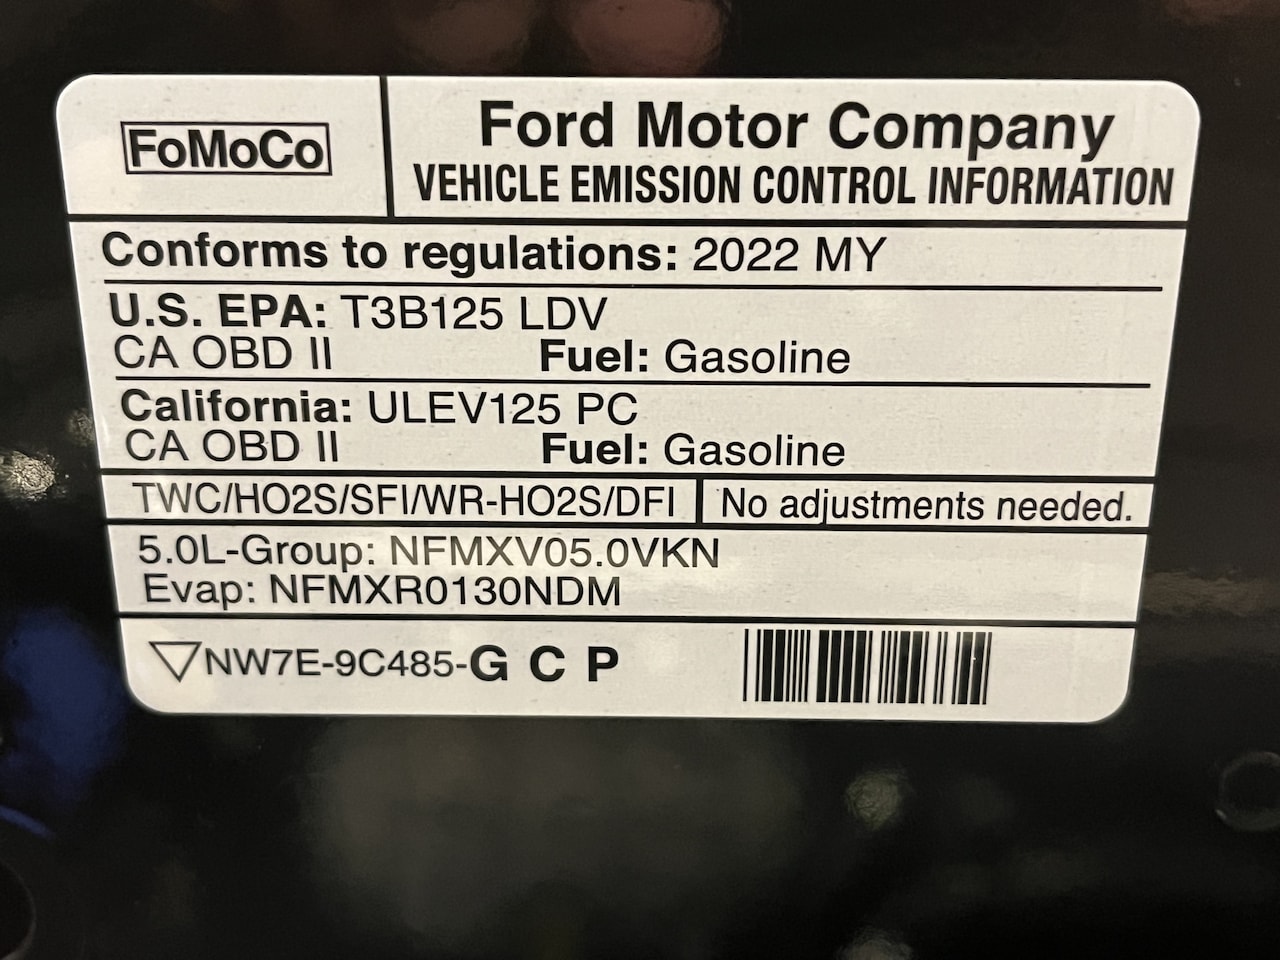 FoMoCo
Ford Motor Company
VEHICLE EMISSION CONTROL INFORMATION
Conforms to regulations: 2022 MY
U.S. EPA: T3B125 LDV
CA OBD II Fuel: Gasoline
California: ULEV125 PC
CA OBD II Fuel: Gasoline
TWC/HO2S/SFI/WR-HO2S/DFI No adjustments needed.
5.0L-Group: NFMXV05.0VKN
Evap: NFMXR0130NDM
NW7E-9C485-G C P